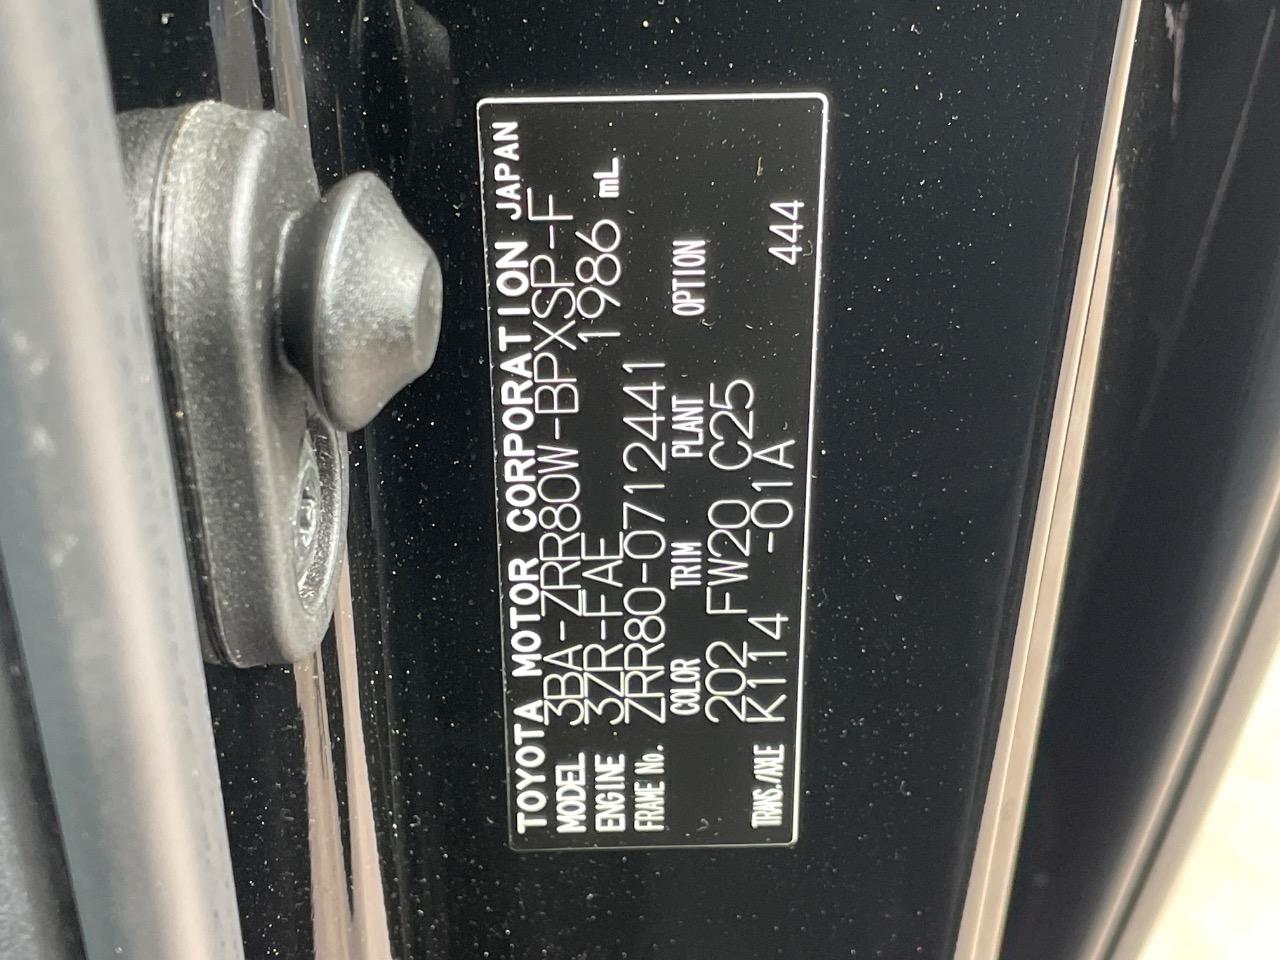 TOYOTA MOTOR CORPORATION JAPAN
MODEL 3BA-ZRR80W-BPXSP-F
ENGINE 3ZR-FAE 1986 mL
FRAME No. ZRR80-0712441
COLOR TRIM PLANT OPTION
202 FW20 C25
TRANS./AXLE K114 -01A 444